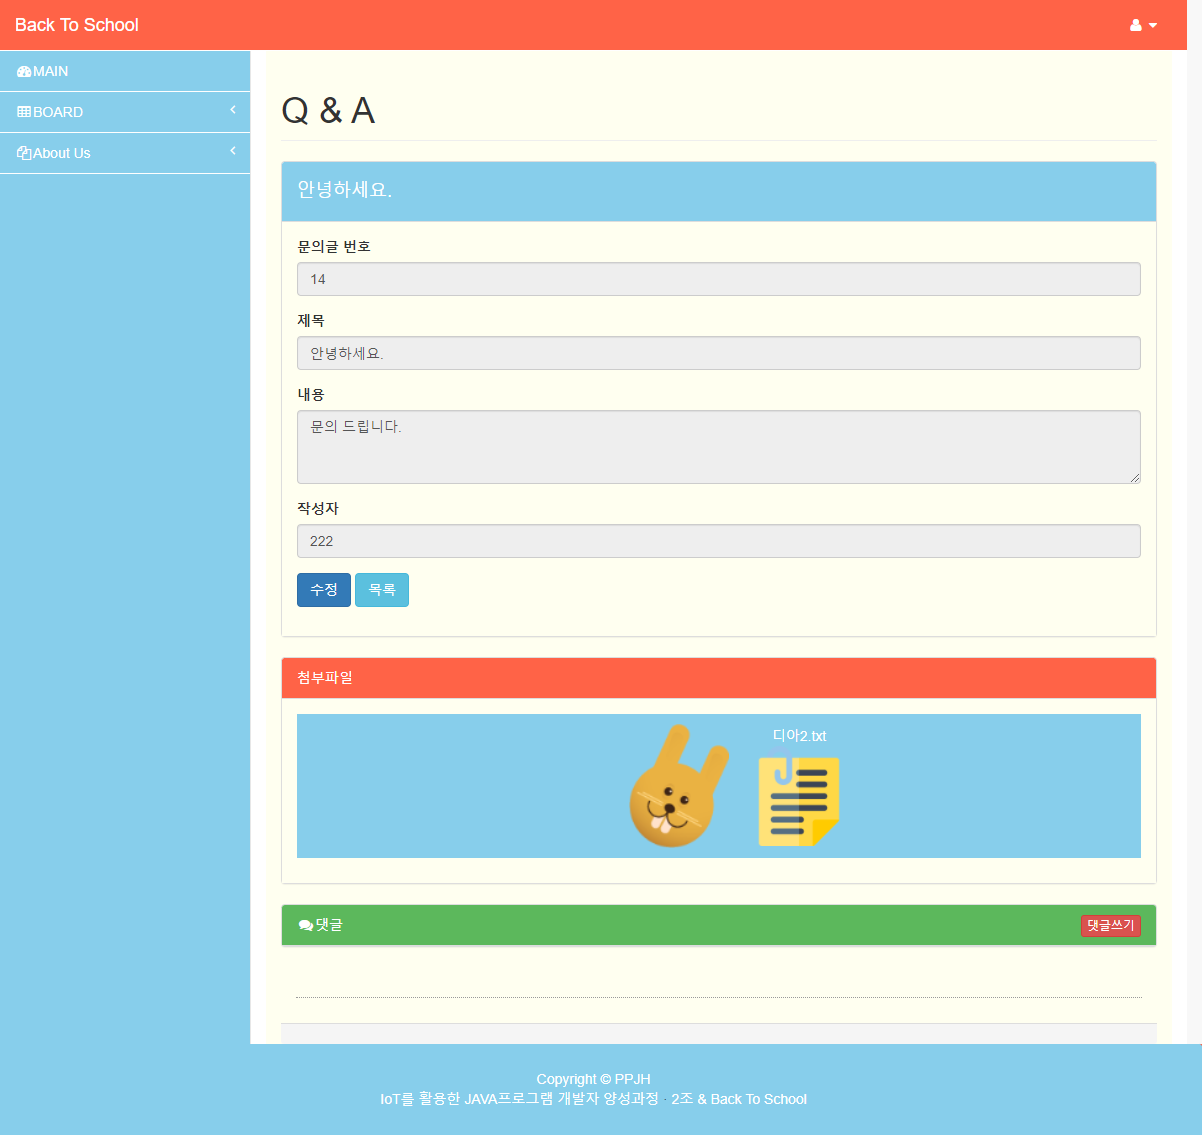 Back To School
MAIN
BOARD
About Us
Q & A
안녕하세요.
문의글 번호
14
제목
안녕하세요.
내용
문의 드립니다.
작성자
222
수정 목록
첨부파일
디아2.txt
댓글 댓글쓰기
Copyright © PPJH
IoT를 활용한 JAVA프로그램 개발자 양성과정 · 2조 & Back To School